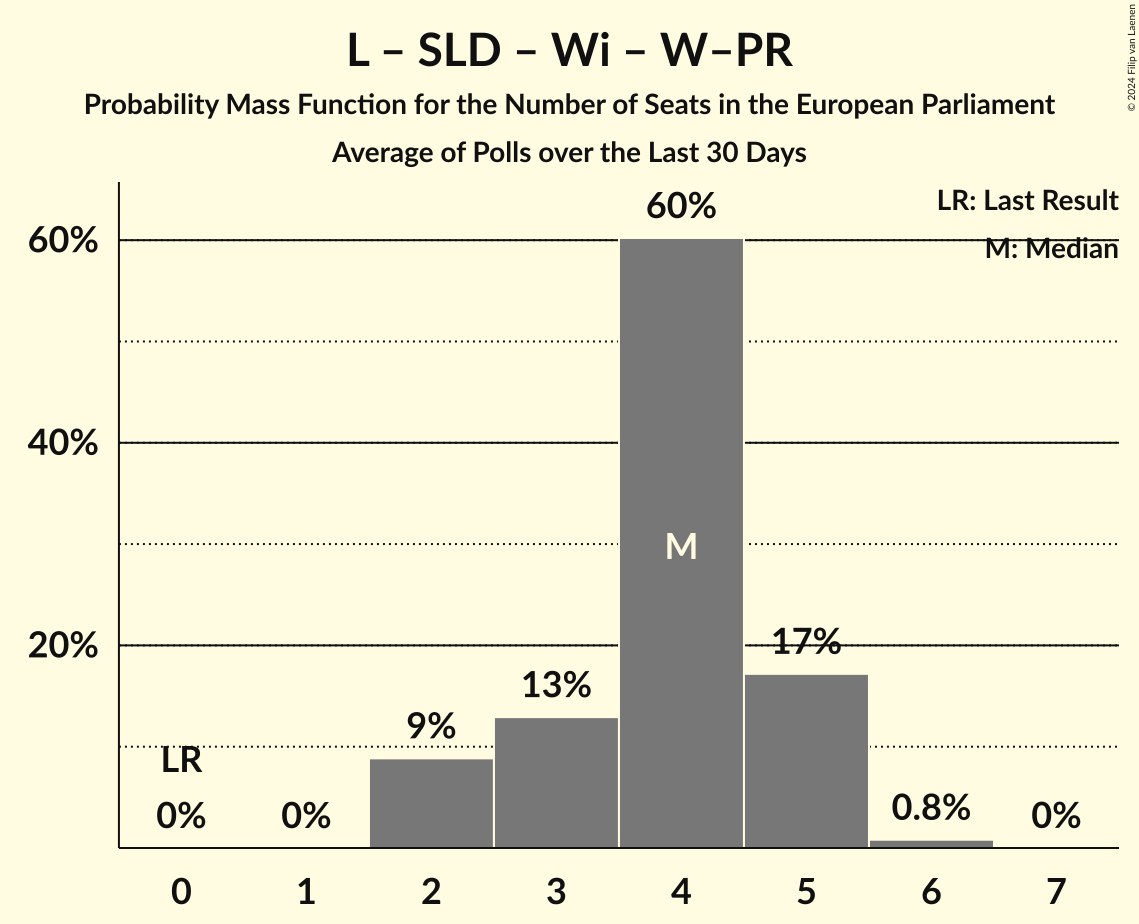 L – SLD – Wi – W–PR
Probability Mass Function for the Number of Seats in the European Parliament
Average of Polls over the Last 30 Days
© 2024 Filip van Laenen
LR: Last Result
M: Median
60%
40%
20%
LR
0%
0%
9%
13%
60%
M
17%
0.8%
0%
0 1 2 3 4 5 6 7